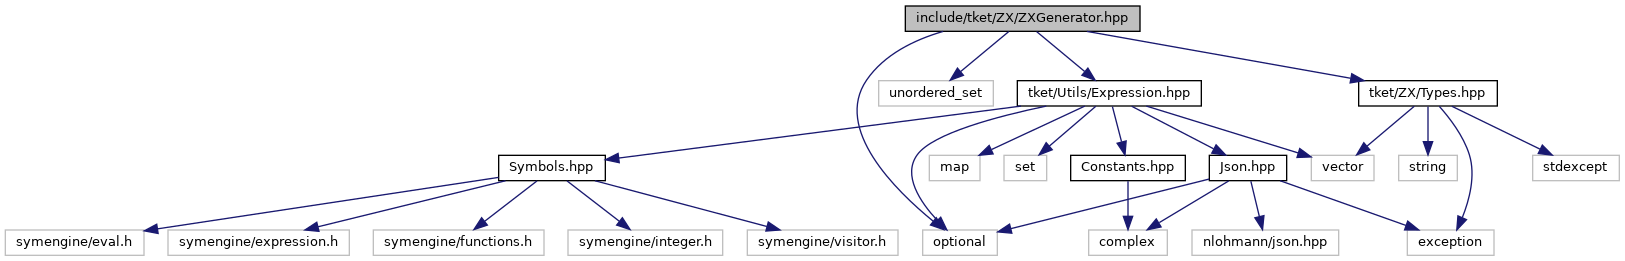 include/tket/ZX/ZXGenerator.hpp
unordered_set
tket/Utils/Expression.hpp
tket/ZX/Types.hpp
Symbols.hpp
map
set
Constants.hpp
Json.hpp
vector
string
stdexcept
symengine/eval.h
symengine/expression.h
symengine/functions.h
symengine/integer.h
symengine/visitor.h
optional
complex
nlohmann/json.hpp
exception